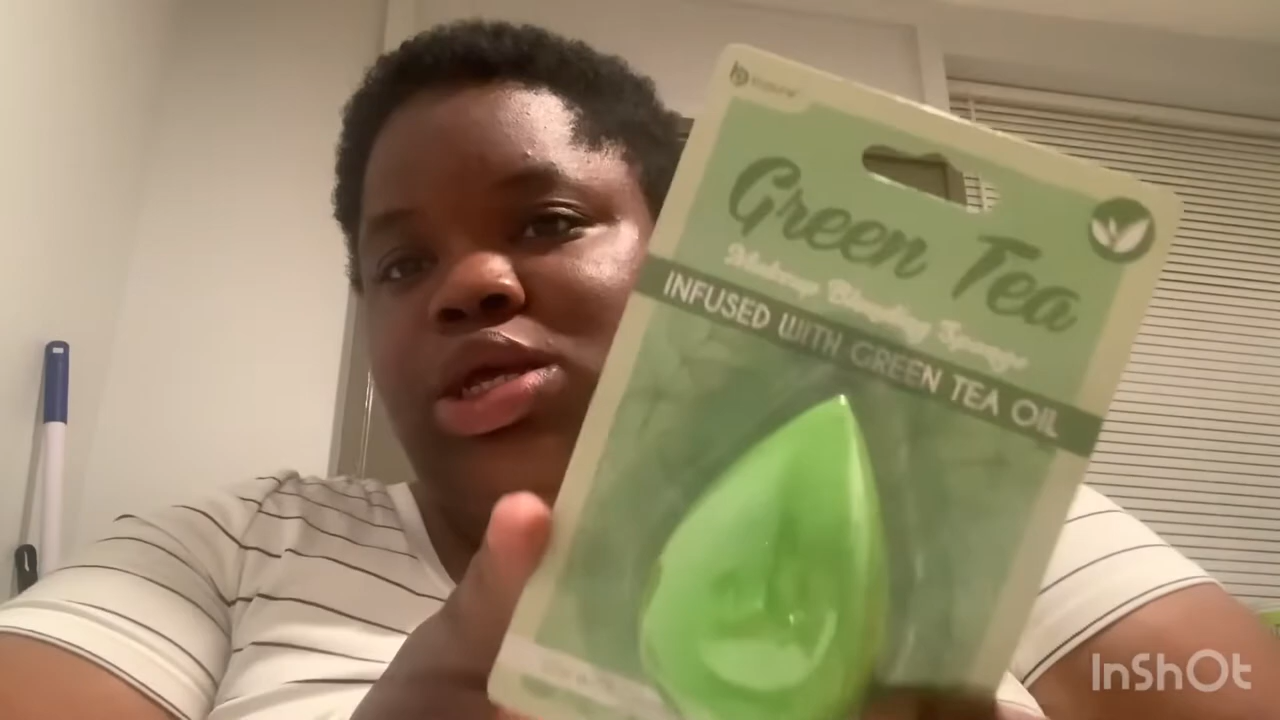 Green Tea
Makeup Blending Sponge
INFUSED WITH GREEN TEA OIL
InShOt